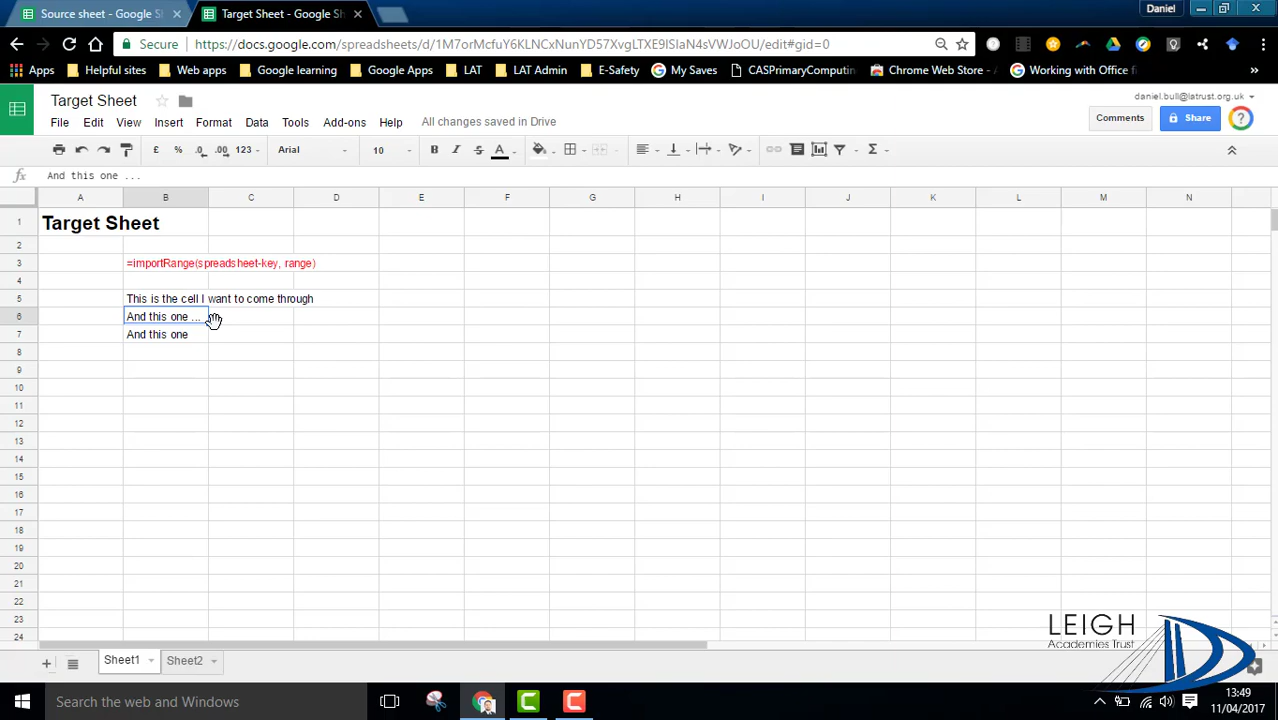 Source sheet - Google S
Target Sheet - Google Sh
Daniel
Secure
https://docs.google.com/spreadsheets/d/1M7orMcfuY6KLNCxNunYD57XvgLTXE9ISIaN4sVWJoOU/edit#gid=0
Apps
Helpful sites
Web apps
Google learning
Google Apps
LAT
LAT Admin
E-Safety
My Saves
CASPrimaryComputin
Chrome Web Store -
Working with Office f
Target Sheet
daniel.bull@latrust.org.uk
File Edit View Insert Format Data Tools Add-ons Help All changes saved in Drive
Comments
Share
£ % .0 .00 123 Arial 10 B I S A Σ
fx And this one ...
A B C D E F G H I J K L M N
1 Target Sheet
2
3 =importRange(spreadsheet-key, range)
4
5 This is the cell I want to come through
6 And this one ...
7 And this one
8
9
10
11
12
13
14
15
16
17
18
19
20
21
22
23
24
LEIGH
Academies Trust
Sheet1
Sheet2
Search the web and Windows
13:49
11/04/2017